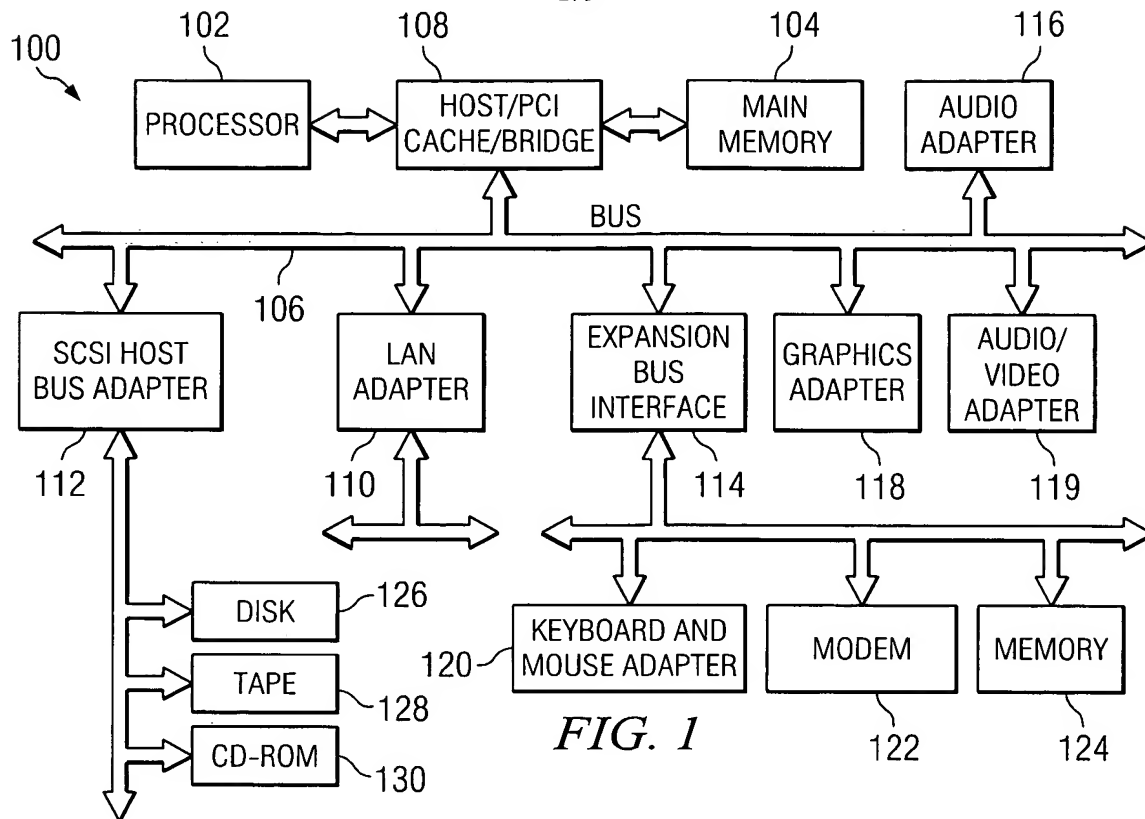 102
108
104
116
100
PROCESSOR
HOST/PCI
CACHE/BRIDGE
MAIN
MEMORY
AUDIO
ADAPTER
BUS
106
SCSI HOST
BUS ADAPTER
LAN
ADAPTER
EXPANSION
BUS
INTERFACE
GRAPHICS
ADAPTER
AUDIO/
VIDEO
ADAPTER
112
110
114
118
119
DISK
126
TAPE
128
CD-ROM
130
120
KEYBOARD AND
MOUSE ADAPTER
MODEM
MEMORY
122
124
FIG. 1